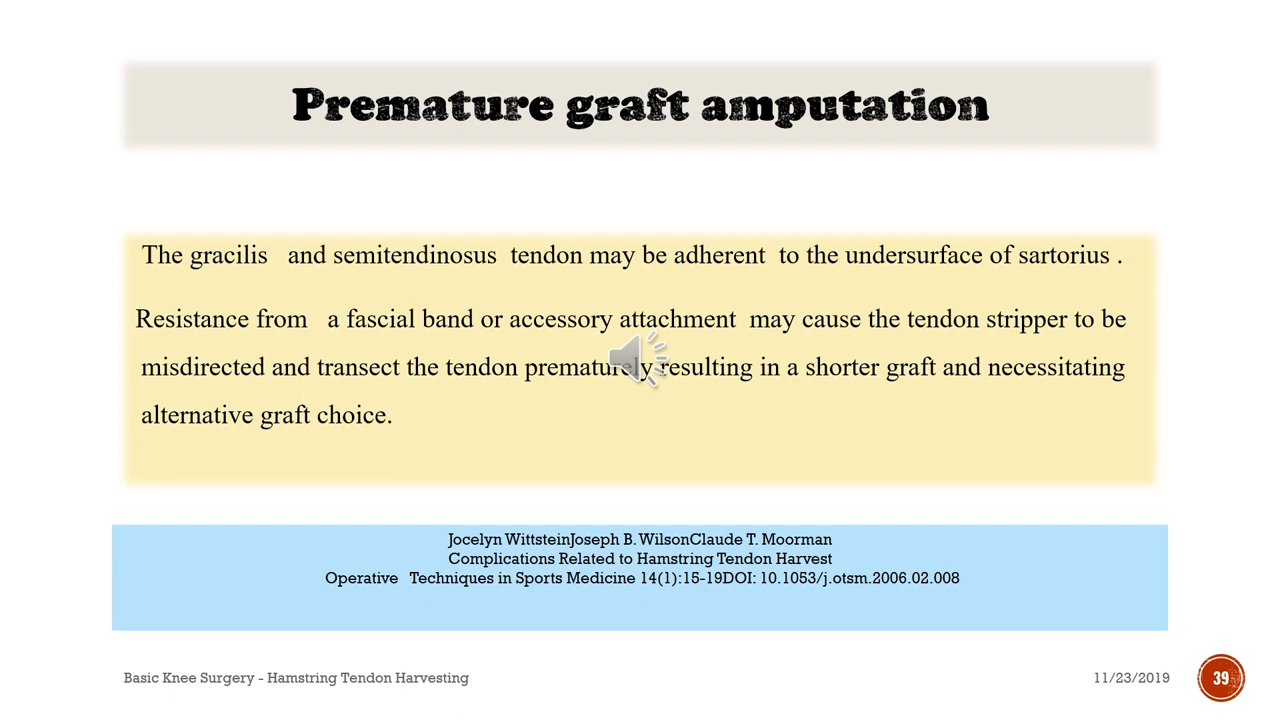 Premature graft amputation
The gracilis and semitendinosus tendon may be adherent to the undersurface of sartorius .
Resistance from a fascial band or accessory attachment may cause the tendon stripper to be
misdirected and transect the tendon prematurely resulting in a shorter graft and necessitating
alternative graft choice.
Jocelyn WittsteinJoseph B. WilsonClaude T. Moorman
Complications Related to Hamstring Tendon Harvest
Operative Techniques in Sports Medicine 14(1):15-19DOI: 10.1053/j.otsm.2006.02.008
Basic Knee Surgery - Hamstring Tendon Harvesting
11/23/2019
39